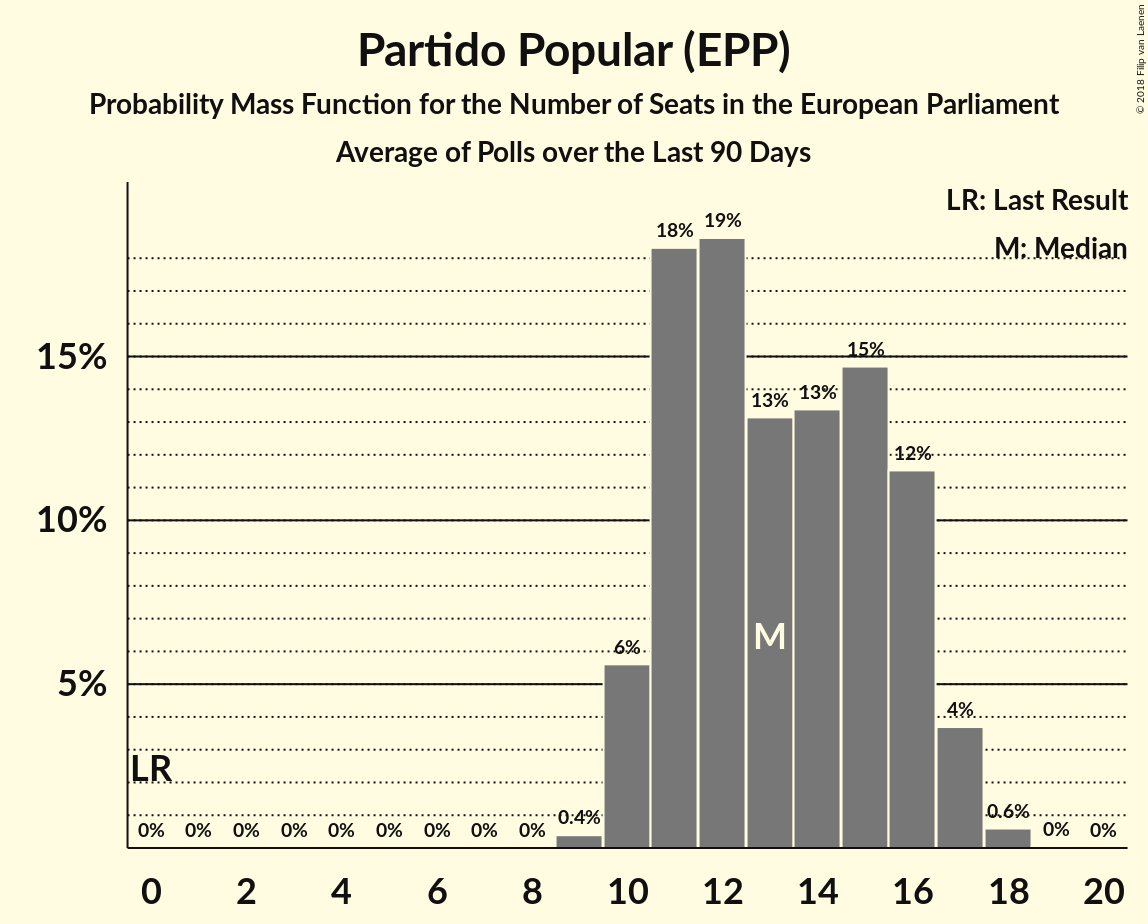 Partido Popular (EPP)
Probability Mass Function for the Number of Seats in the European Parliament
Average of Polls over the Last 90 Days
© 2018 Filip van Laenen
LR: Last Result
M: Median
15%
10%
5%
18%
19%
13%
13%
15%
12%
6%
4%
0.4%
0.6%
M
LR
0% 0% 0% 0% 0% 0% 0% 0% 0% 0% 0%
0 2 4 6 8 10 12 14 16 18 20